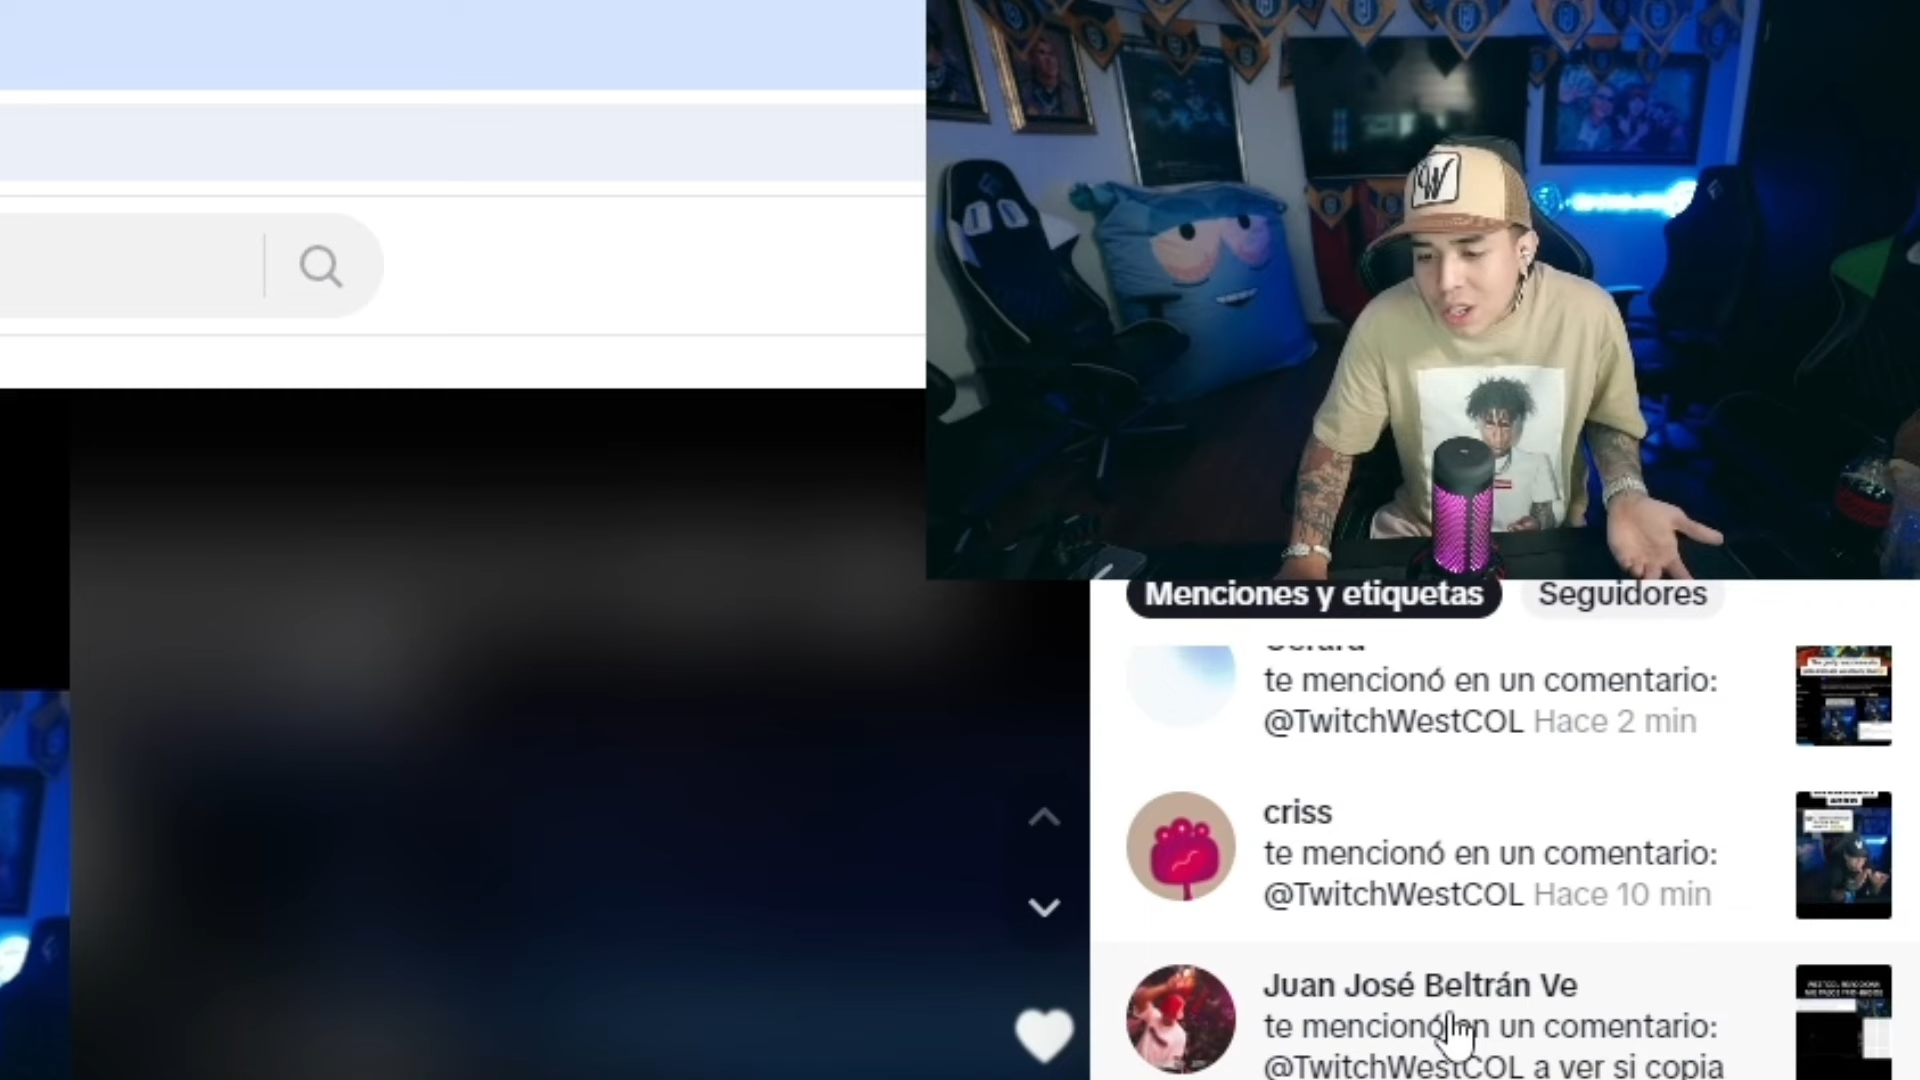 W
Menciones y etiquetas
Seguidores
te mencionó en un comentario:
@TwitchWestCOL Hace 2 min
criss
te mencionó en un comentario:
@TwitchWestCOL Hace 10 min
Juan José Beltrán Ve
te mencionó en un comentario:
@TwitchWestCOL a ver si copia